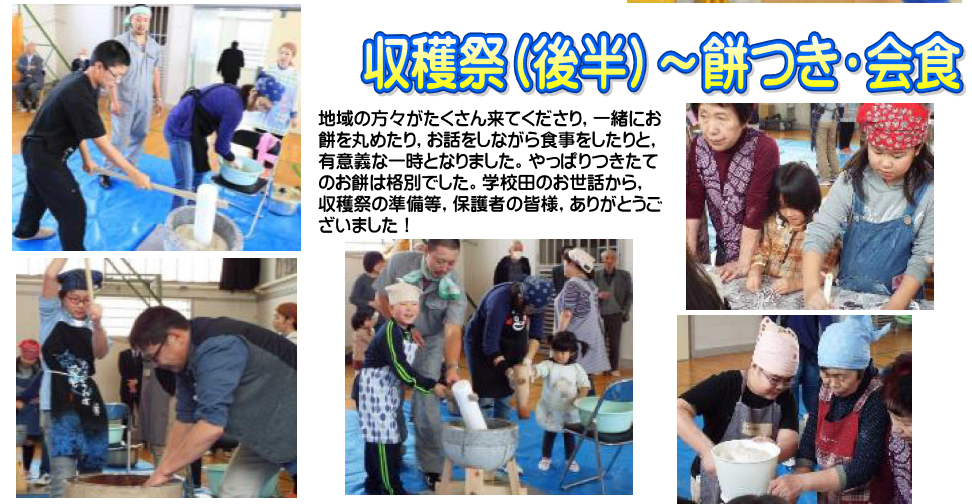 収穫祭(後半)～餅つき・会食
地域の方々がたくさん来てくださり，一緒にお
餅を丸めたり，お話をしながら食事をしたりと，
有意義な一時となりました。やっぱりつきたて
のお餅は格別でした。学校田のお世話から，
収穫祭の準備等，保護者の皆様，ありがとうご
ざいました！